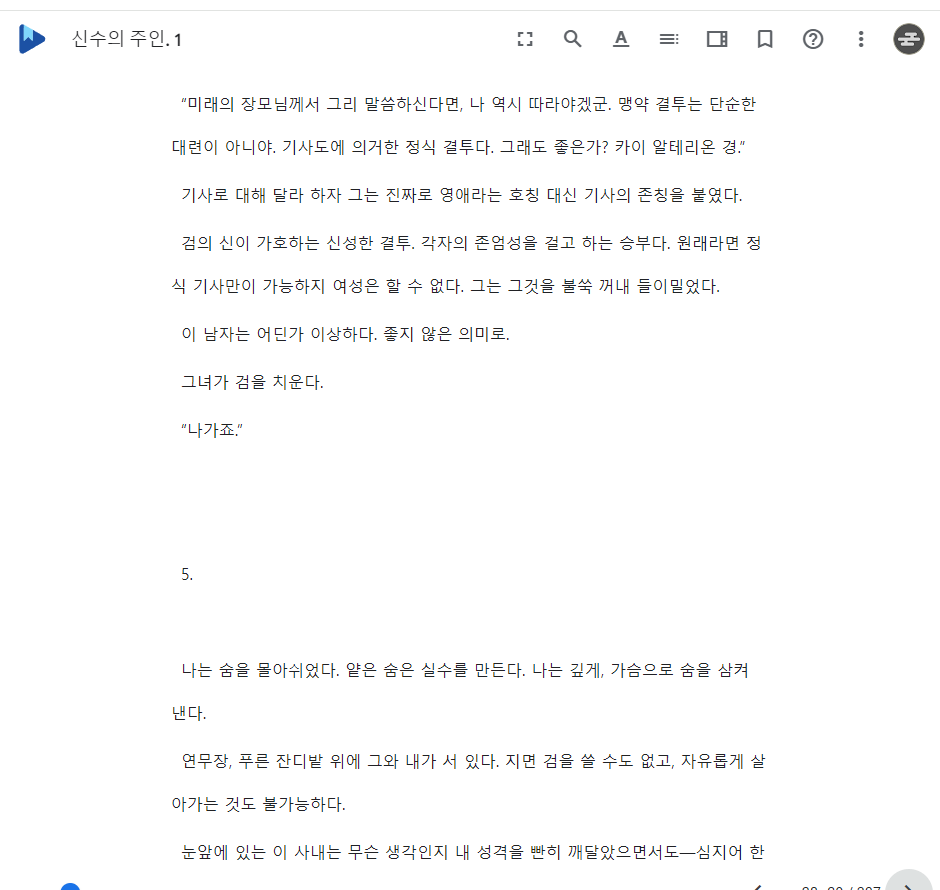 신수의 주인. 1
“미래의 장모님께서 그리 말씀하신다면, 나 역시 따라야겠군. 맹약 결투는 단순한
대련이 아니야. 기사도에 의거한 정식 결투다. 그래도 좋은가? 카이 알테리온 경.”
기사로 대해 달라 하자 그는 진짜로 영애라는 호칭 대신 기사의 존칭을 붙였다.
검의 신이 가호하는 신성한 결투. 각자의 존엄성을 걸고 하는 승부다. 원래라면 정
식 기사만이 가능하지 여성은 할 수 없다. 그는 그것을 불쑥 꺼내 들이밀었다.
이 남자는 어딘가 이상하다. 좋지 않은 의미로.
그녀가 검을 치운다.
“나가죠.”
5.
나는 숨을 몰아쉬었다. 얕은 숨은 실수를 만든다. 나는 깊게, 가슴으로 숨을 삼켜
낸다.
연무장, 푸른 잔디밭 위에 그와 내가 서 있다. 지면 검을 쓸 수도 없고, 자유롭게 살
아가는 것도 불가능하다.
눈앞에 있는 이 사내는 무슨 생각인지 내 성격을 빤히 깨달았으면서도—심지어 한